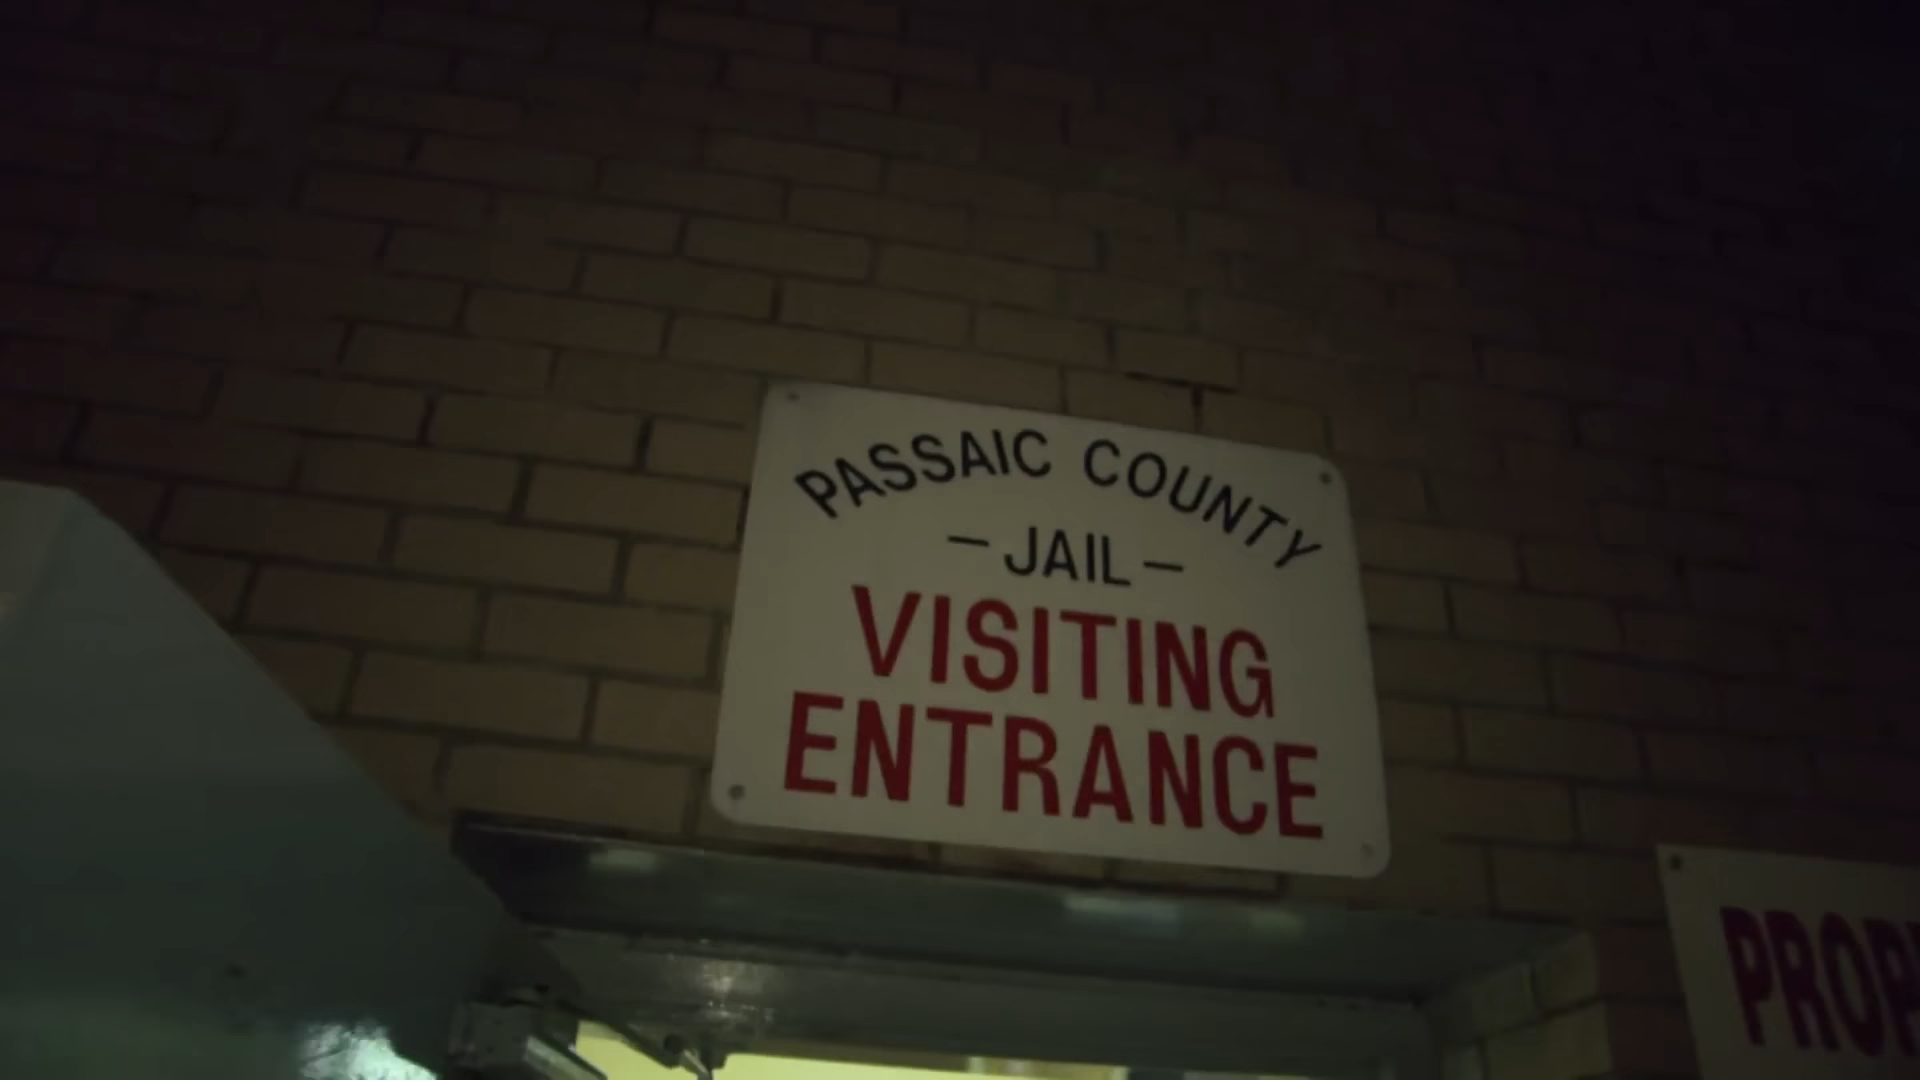 PASSAIC COUNTY
- JAIL -
VISITING
ENTRANCE